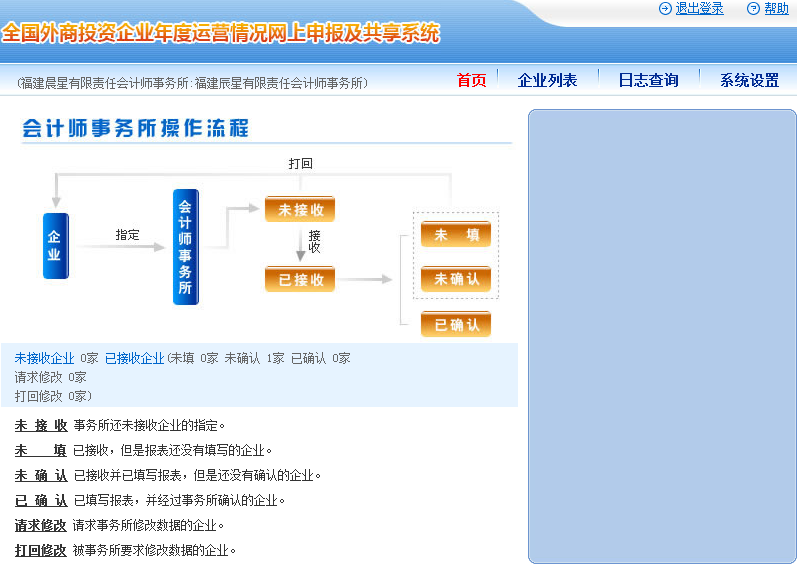 退出登录 帮助
全国外商投资企业年度运营情况网上申报及共享系统
(福建晨星有限责任会计师事务所:福建辰星有限责任会计师事务所)
首页 企业列表 日志查询 系统设置
会计师事务所操作流程
打回
企业
指定
会计师事务所
未接收
接收
已接收
未 填
未确认
已确认
未接收企业 0家 已接收企业(未填 0家 未确认 1家 已确认 0家
请求修改 0家
打回修改 0家)
未 接 收 事务所还未接收企业的指定。
未 填 已接收，但是报表还没有填写的企业。
未 确 认 已接收并已填写报表，但是还没有确认的企业。
已 确 认 已填写报表，并经过事务所确认的企业。
请求修改 请求事务所修改数据的企业。
打回修改 被事务所要求修改数据的企业。